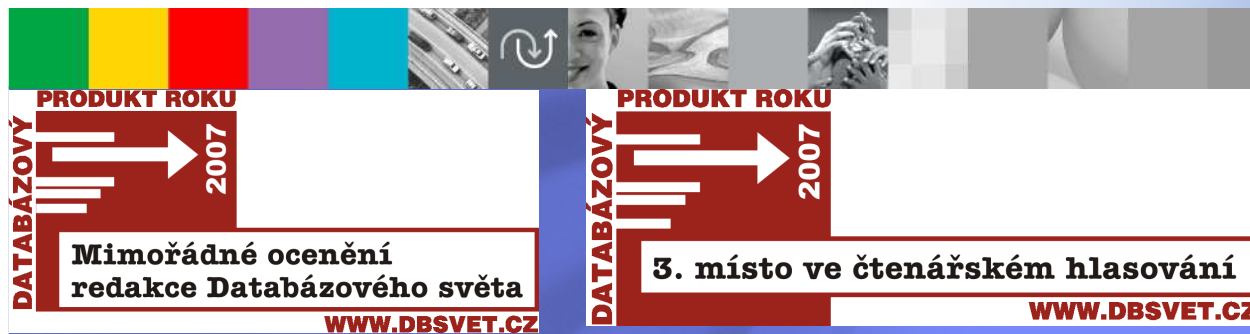 PRODUKT ROKU
DATABÁZOVÝ
2007
Mimořádné ocenění
redakce Databázového světa
WWW.DBSVET.CZ
PRODUKT ROKU
DATABÁZOVÝ
2007
3. místo ve čtenářském hlasování
WWW.DBSVET.CZ